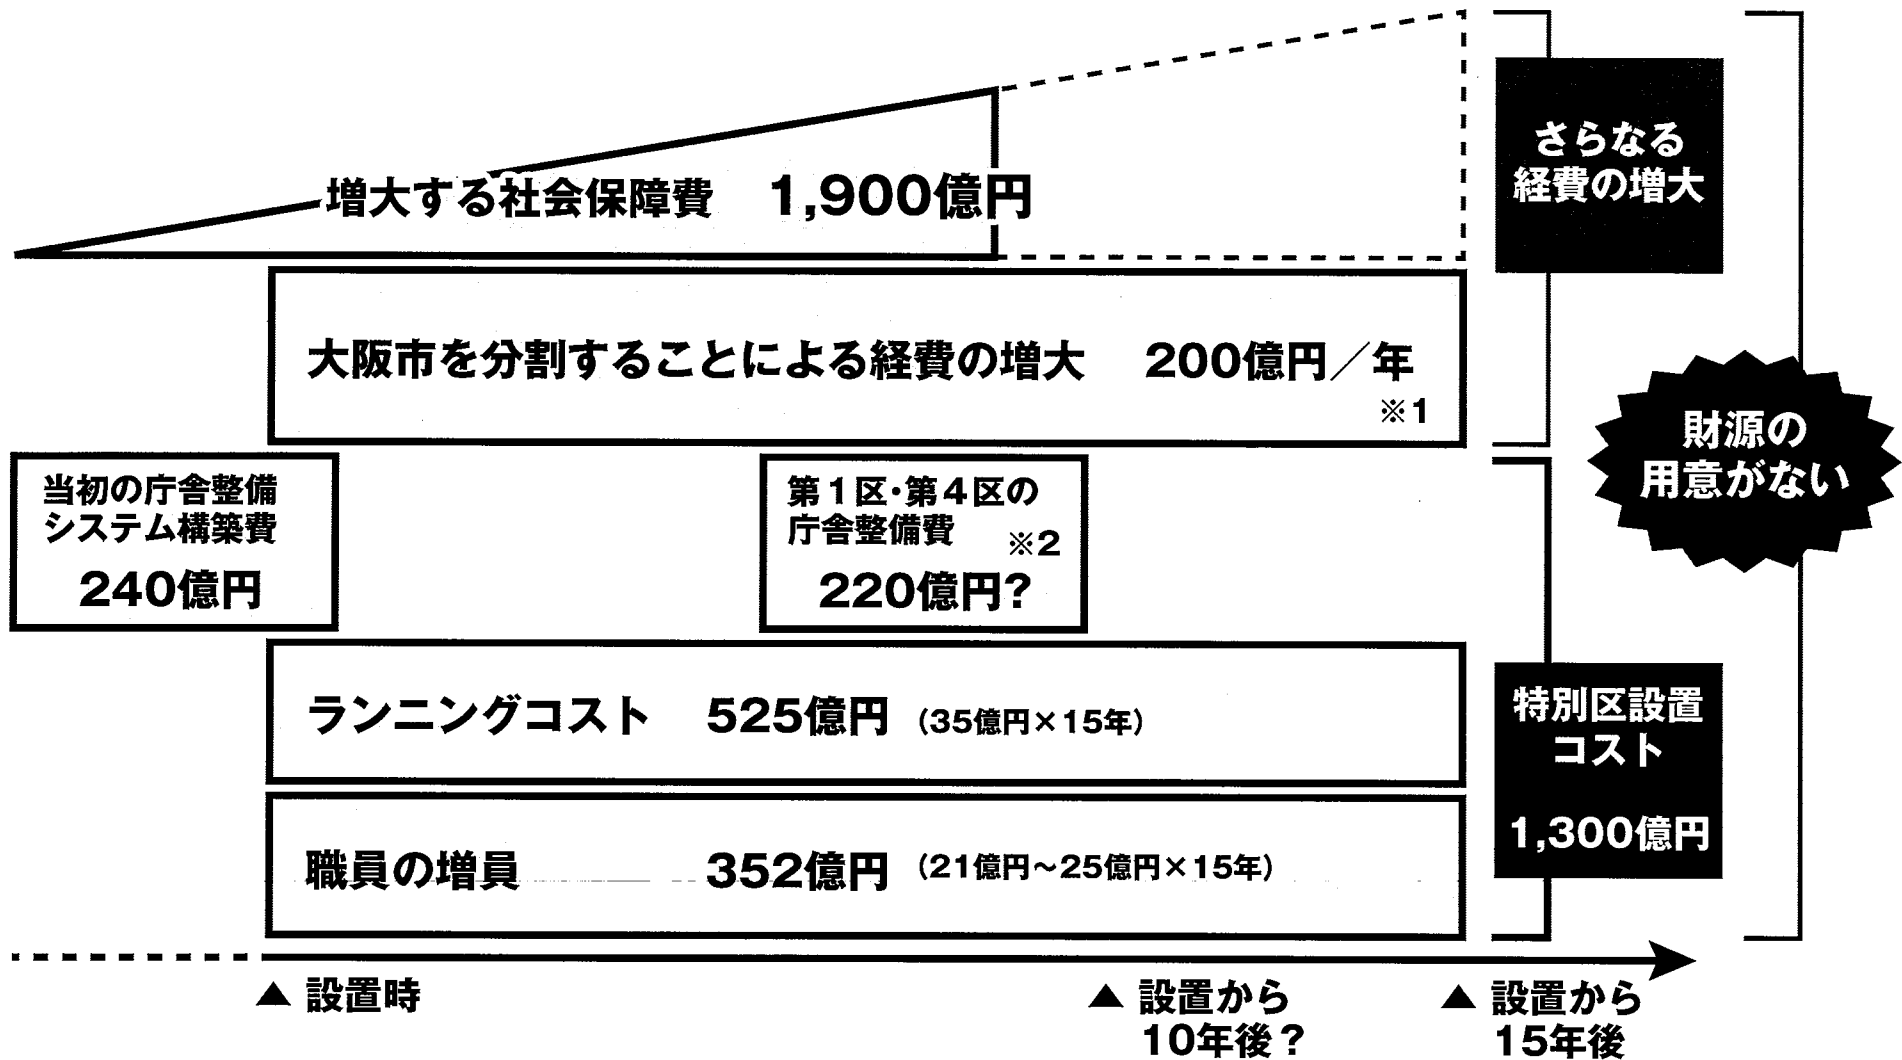 増大する社会保障費 1,900億円
さらなる
経費の増大
大阪市を分割することによる経費の増大 200億円／年
※1
財源の
用意がない
当初の庁舎整備
システム構築費
240億円
第1区・第4区の
庁舎整備費 ※2
220億円?
ランニングコスト 525億円 (35億円×15年)
特別区設置
コスト
1,300億円
職員の増員 352億円 (21億円～25億円×15年)
▲ 設置時
▲ 設置から
10年後？
▲ 設置から
15年後